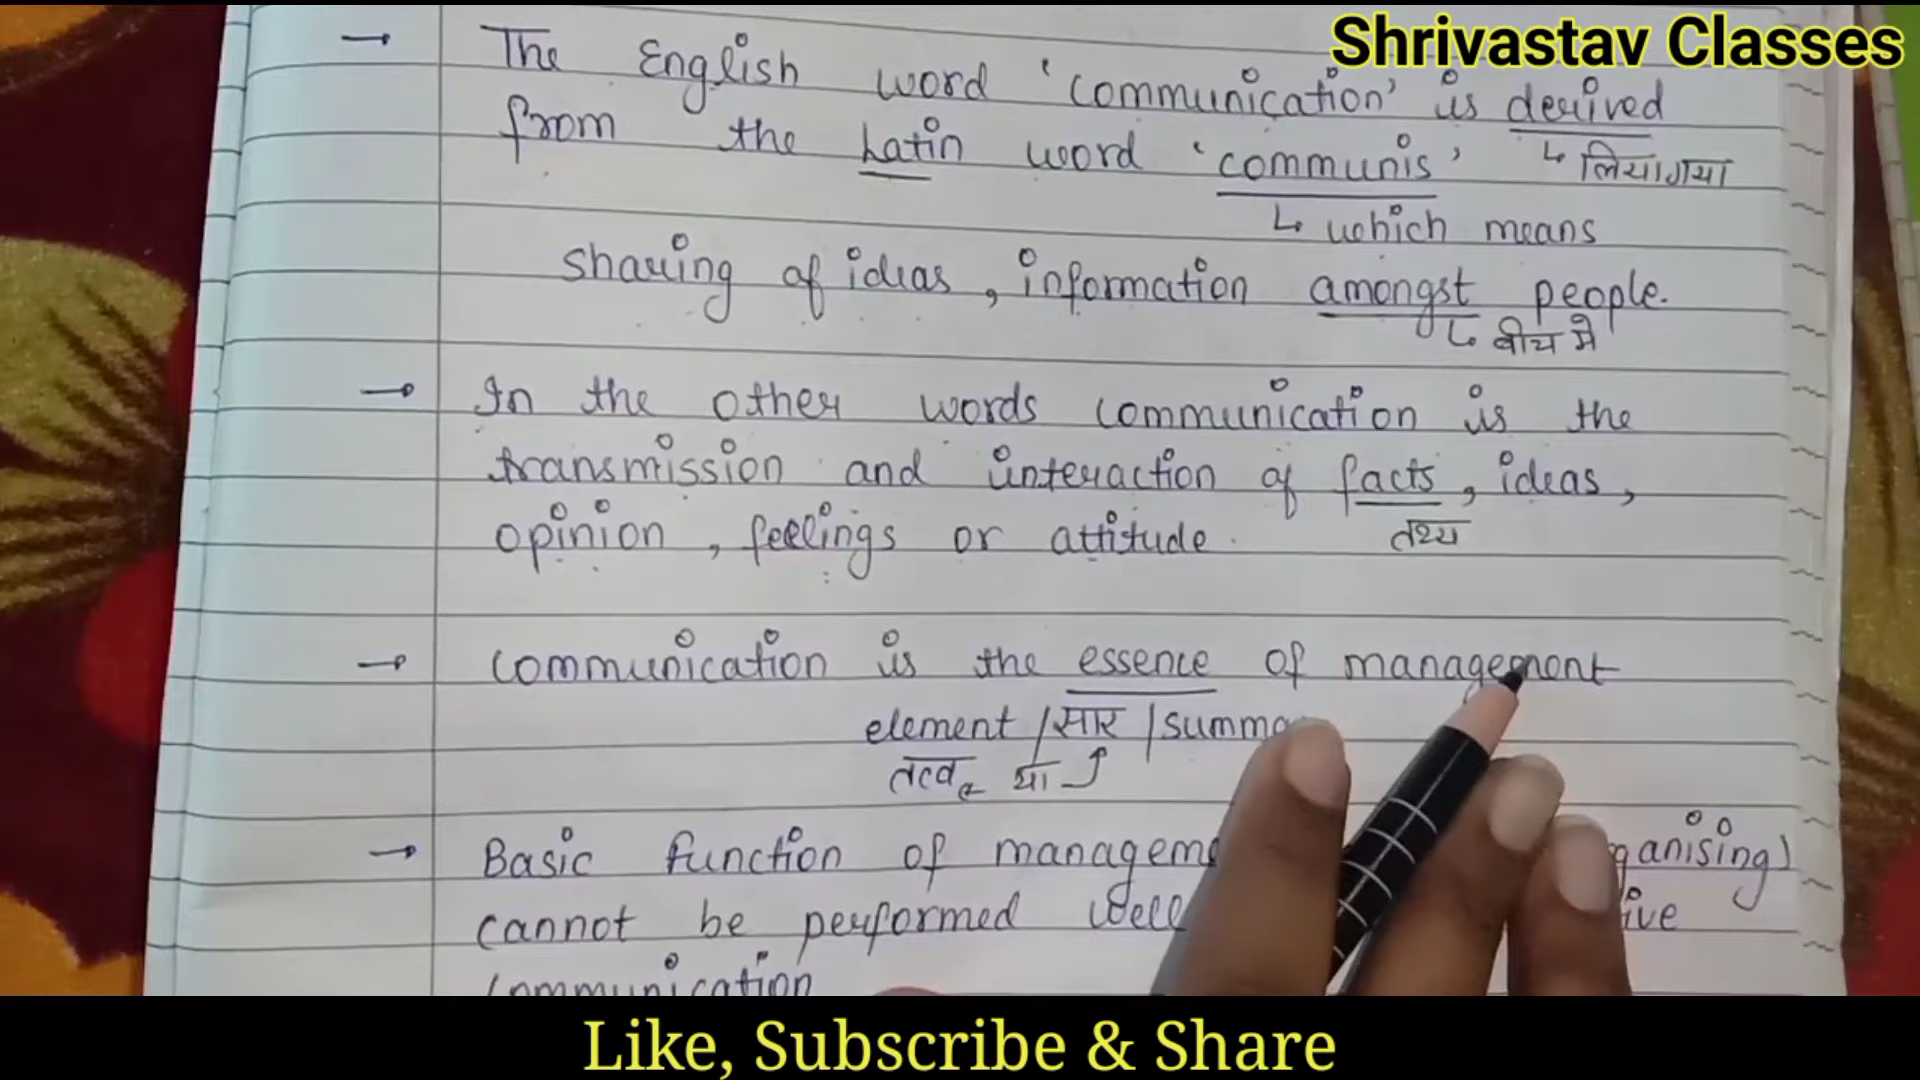 Shrivastav Classes
→ The English word 'communication' is derived
from the Latin word 'communis' ↳ लिया गया
↳ which means
sharing of ideas, information amongst people.
↳ बीच मे
→ In the other words communication is the
transmission and interaction of facts, ideas,
opinion, feelings or attitude. तथ्य
→ communication is the essence of management
element / सार / summa
तत्व या
→ Basic function of manageme ganising)
cannot be performed well ive
communication
Like, Subscribe & Share